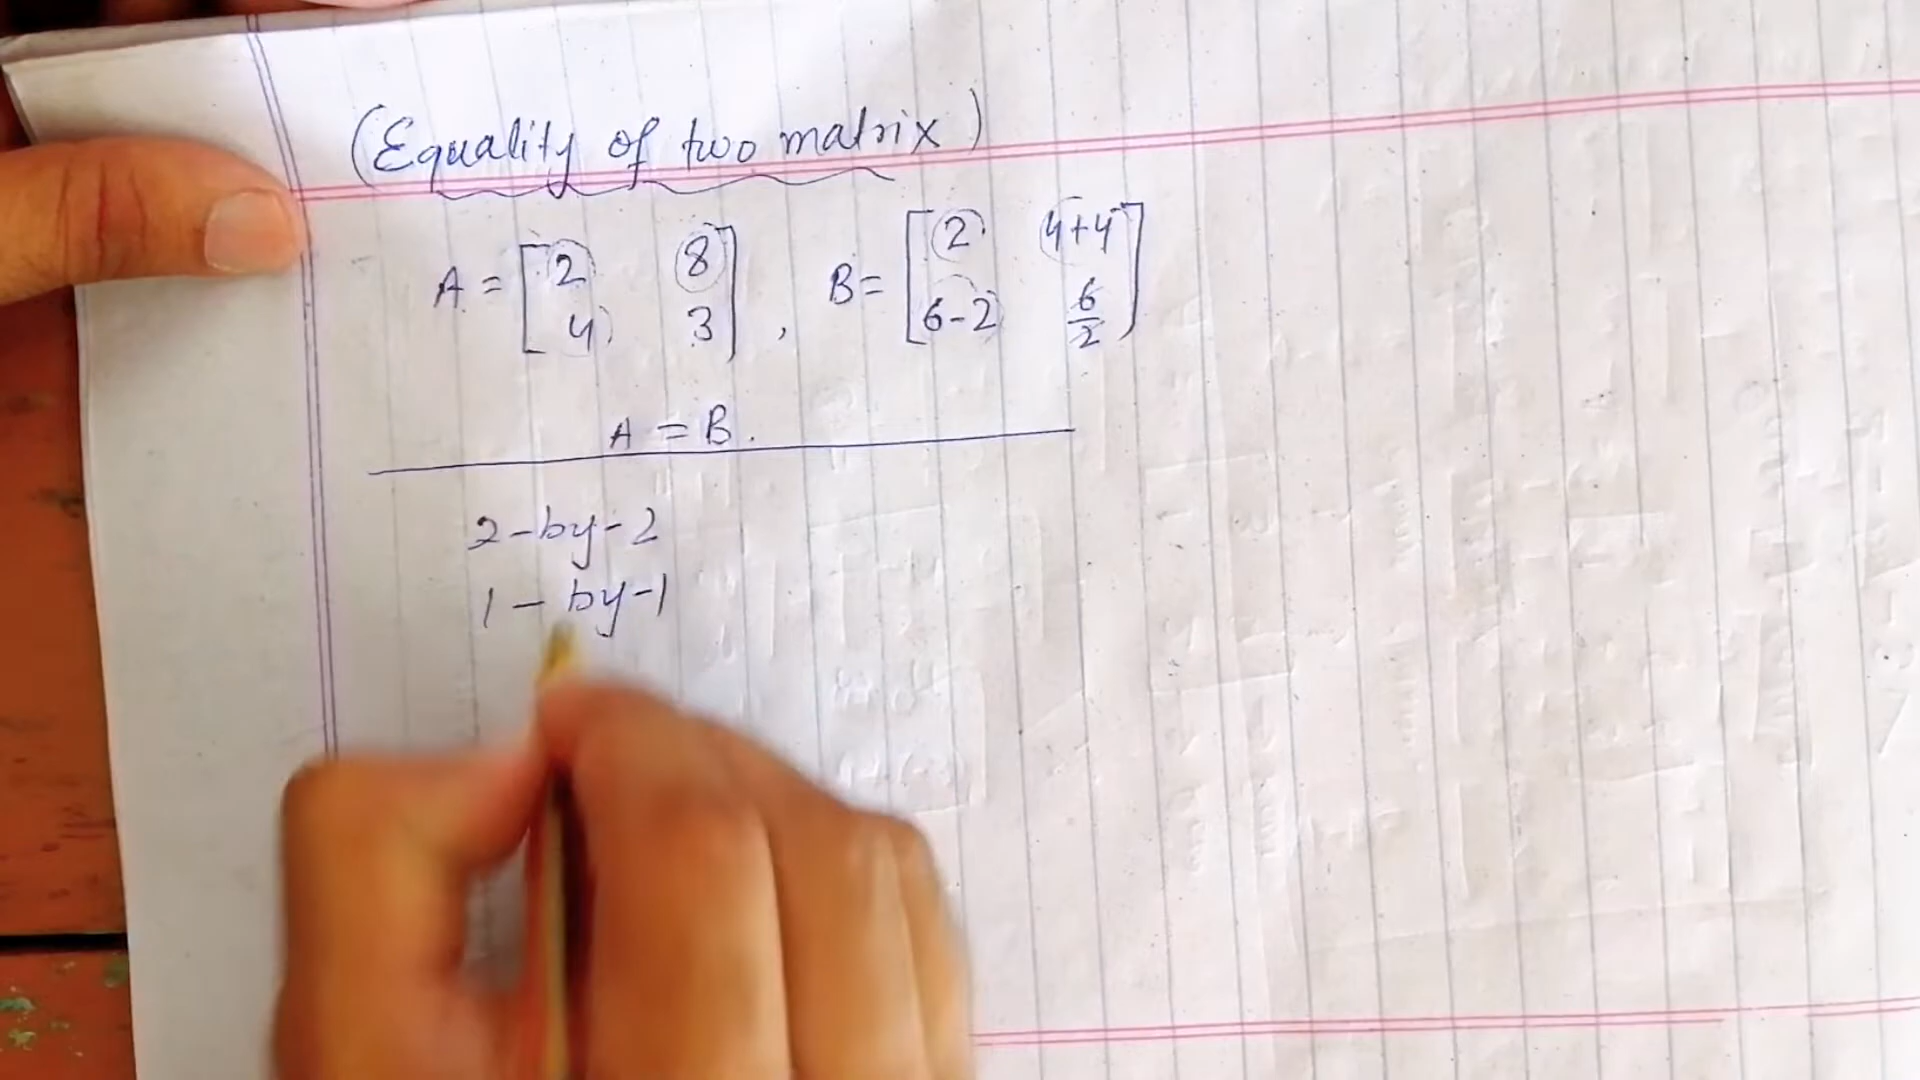 (Equality of two matrix)
A = [2 8
4 3], B = [2 4+4
6-2 6/2]
A = B.
2-by-2
1-by-1